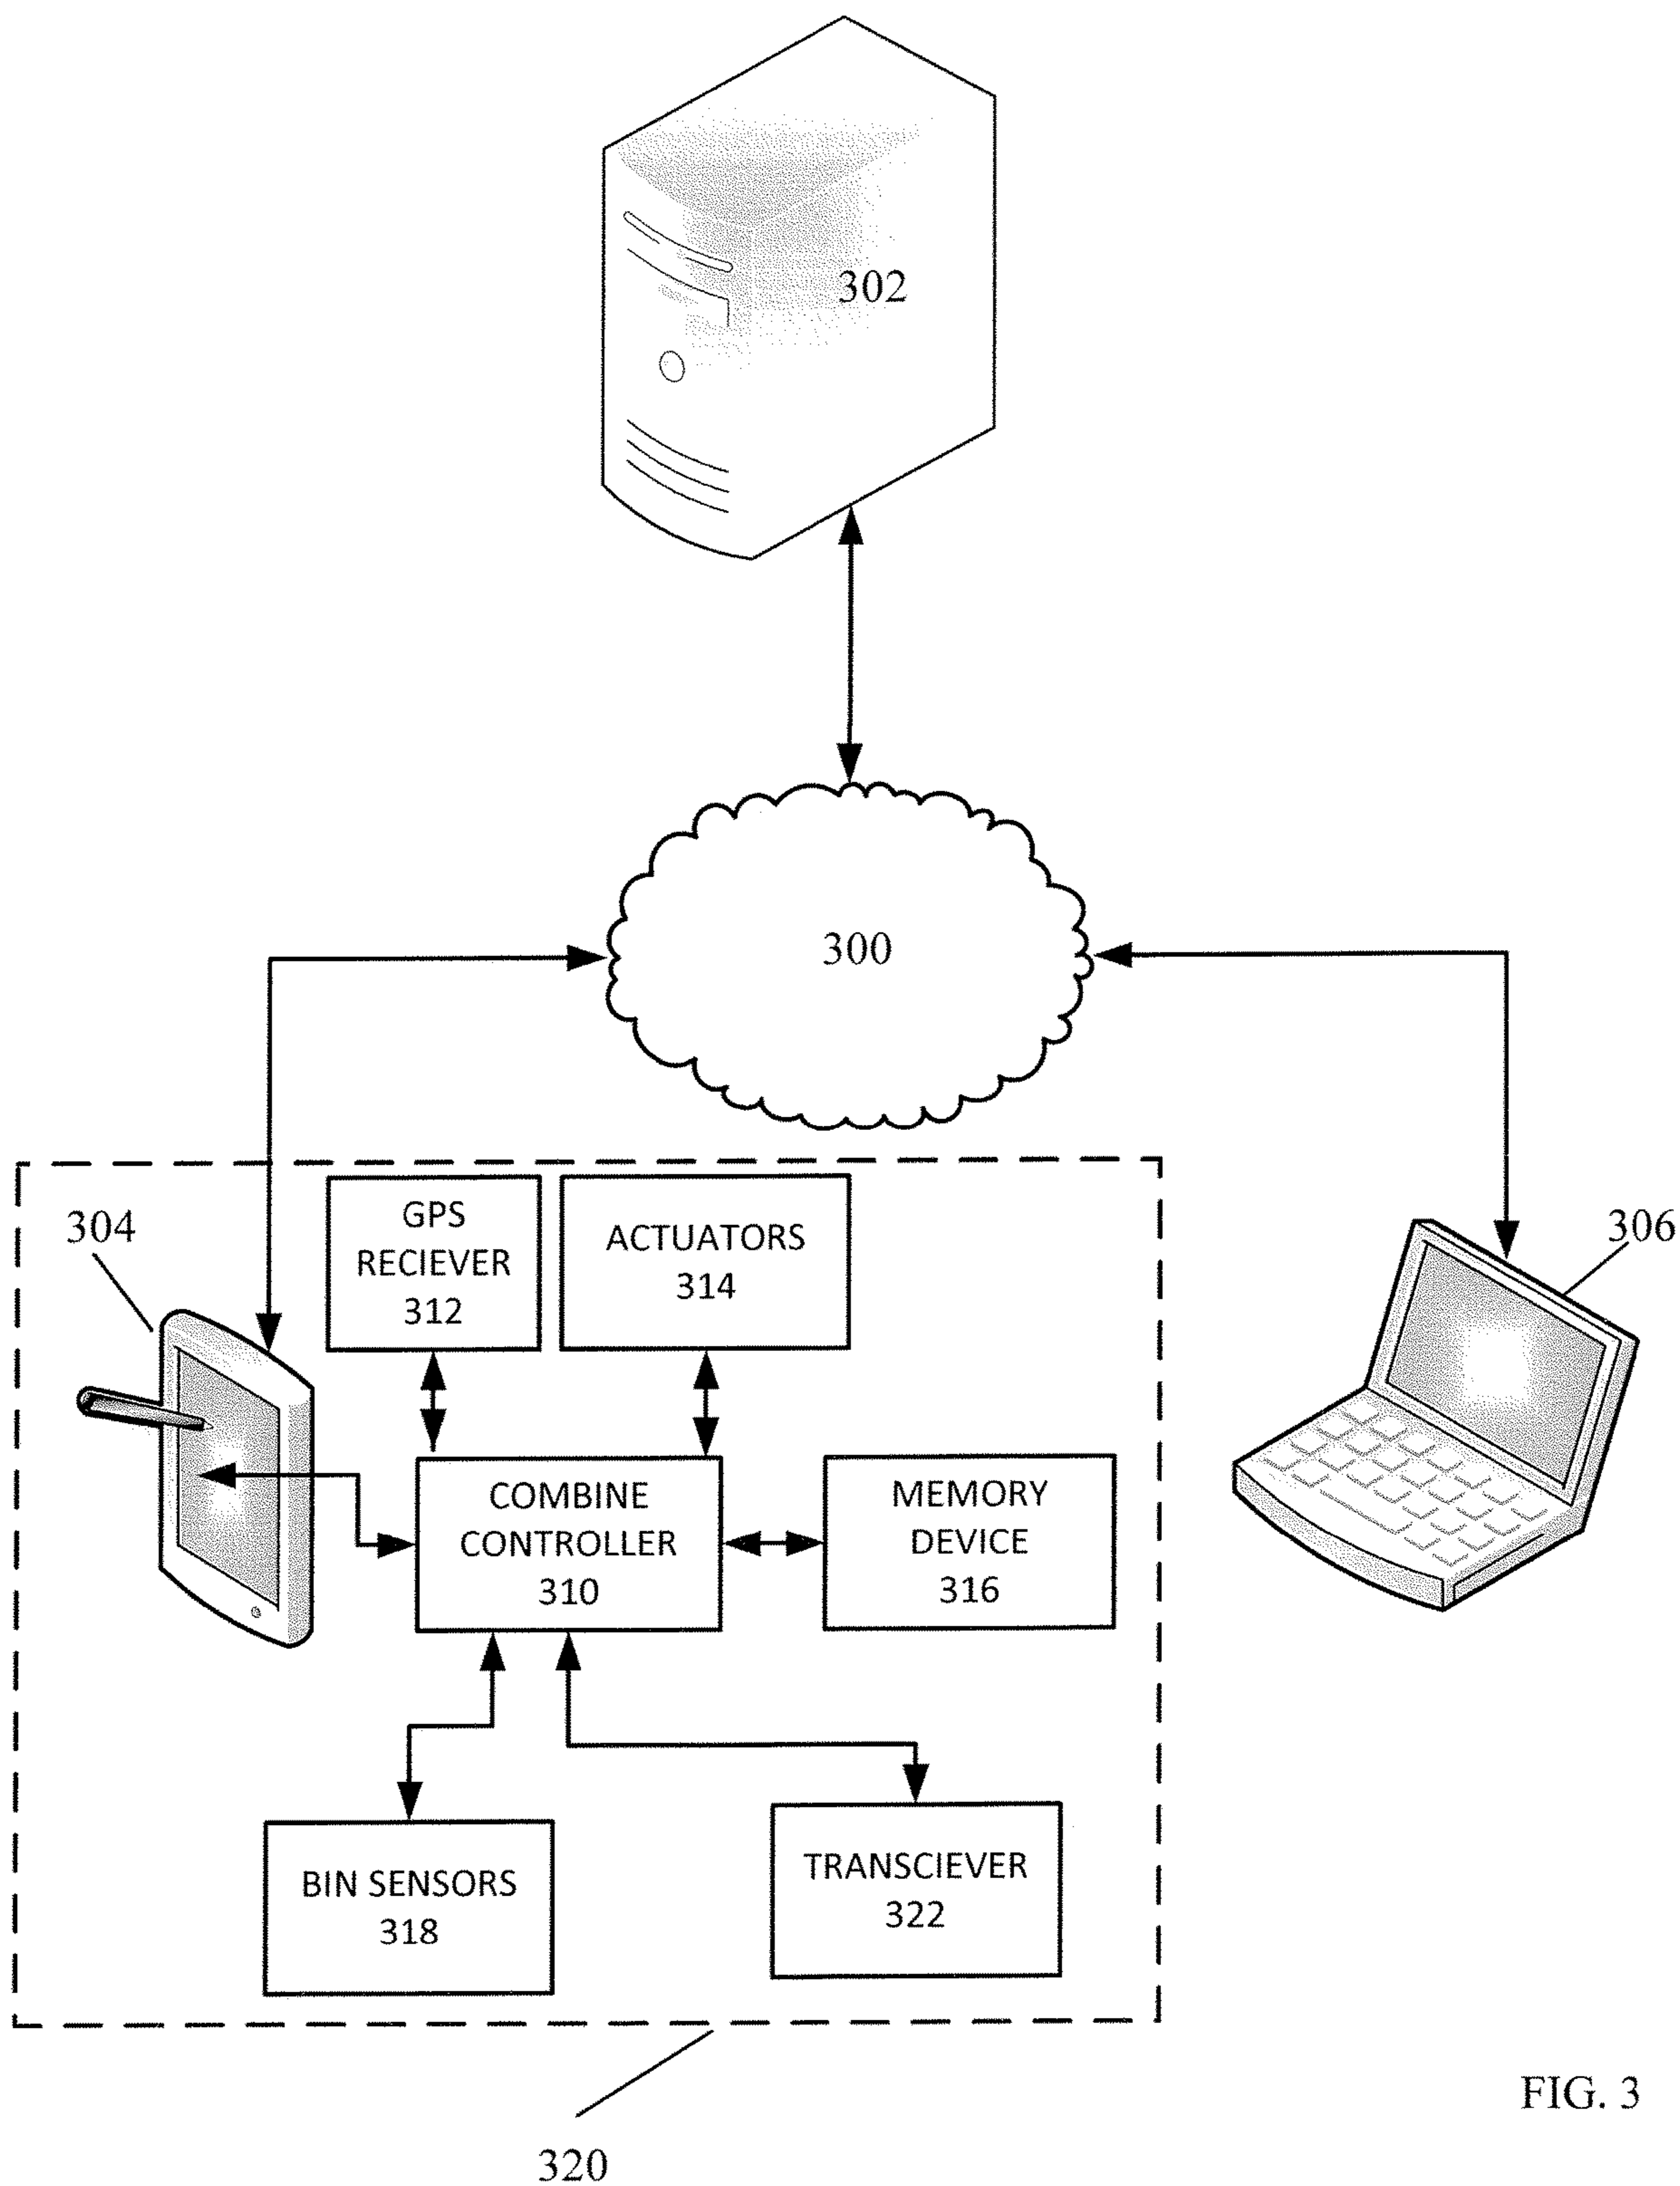 302
300
304
GPS
RECIEVER
312
ACTUATORS
314
306
COMBINE
CONTROLLER
310
MEMORY
DEVICE
316
BIN SENSORS
318
TRANSCIEVER
322
320
FIG. 3